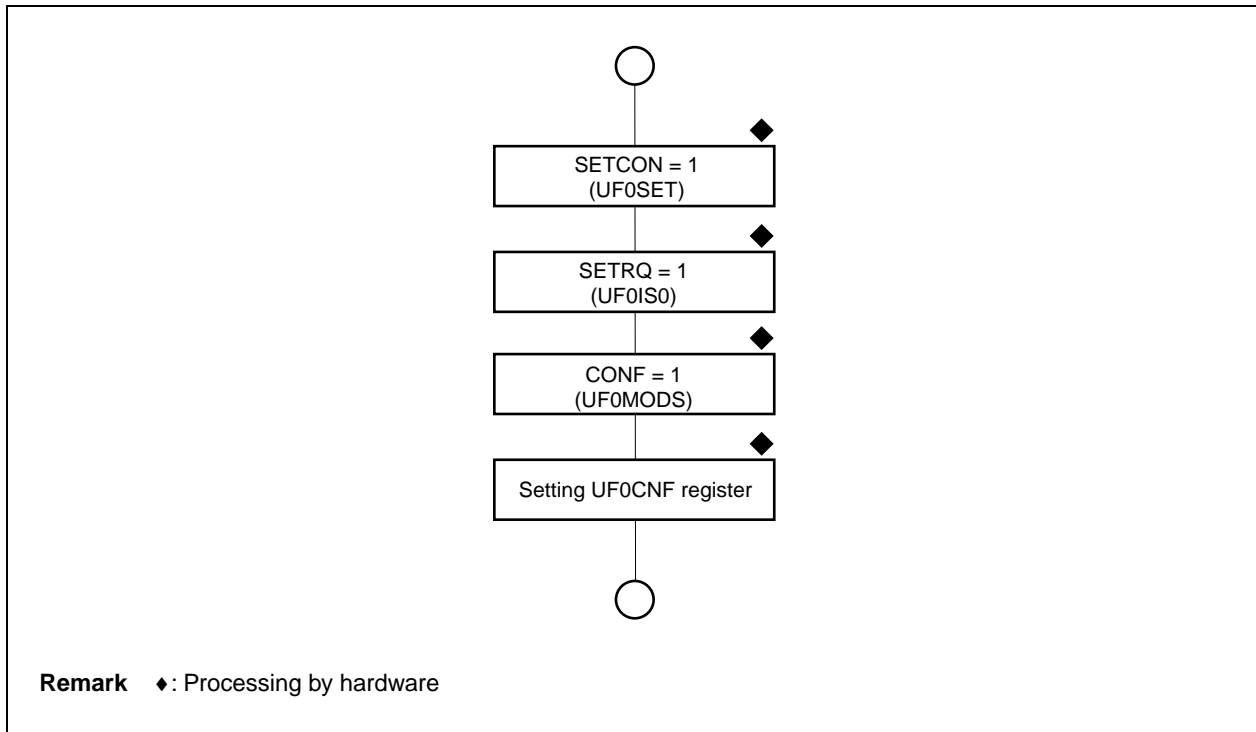 SETCON = 1
(UF0SET)
SETRQ = 1
(UF0IS0)
CONF = 1
(UF0MODS)
Setting UF0CNF register
Remark ♦: Processing by hardware